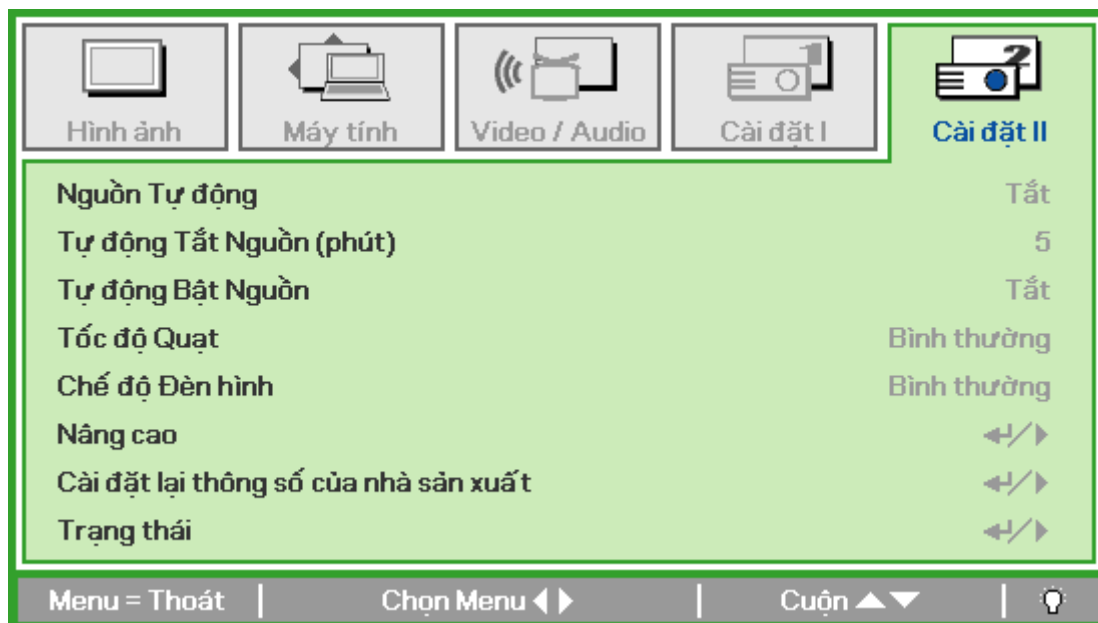 Hình ảnh
Máy tính
Video / Audio
1
Cài đặt I
2
Cài đặt II
Nguồn Tự động Tắt
Tự động Tắt Nguồn (phút) 5
Tự động Bật Nguồn Tắt
Tốc độ Quạt Bình thường
Chế độ Đèn hình Bình thường
Nâng cao
Cài đặt lại thông số của nhà sản xuất
Trạng thái
Menu = Thoát Chọn Menu Cuộn